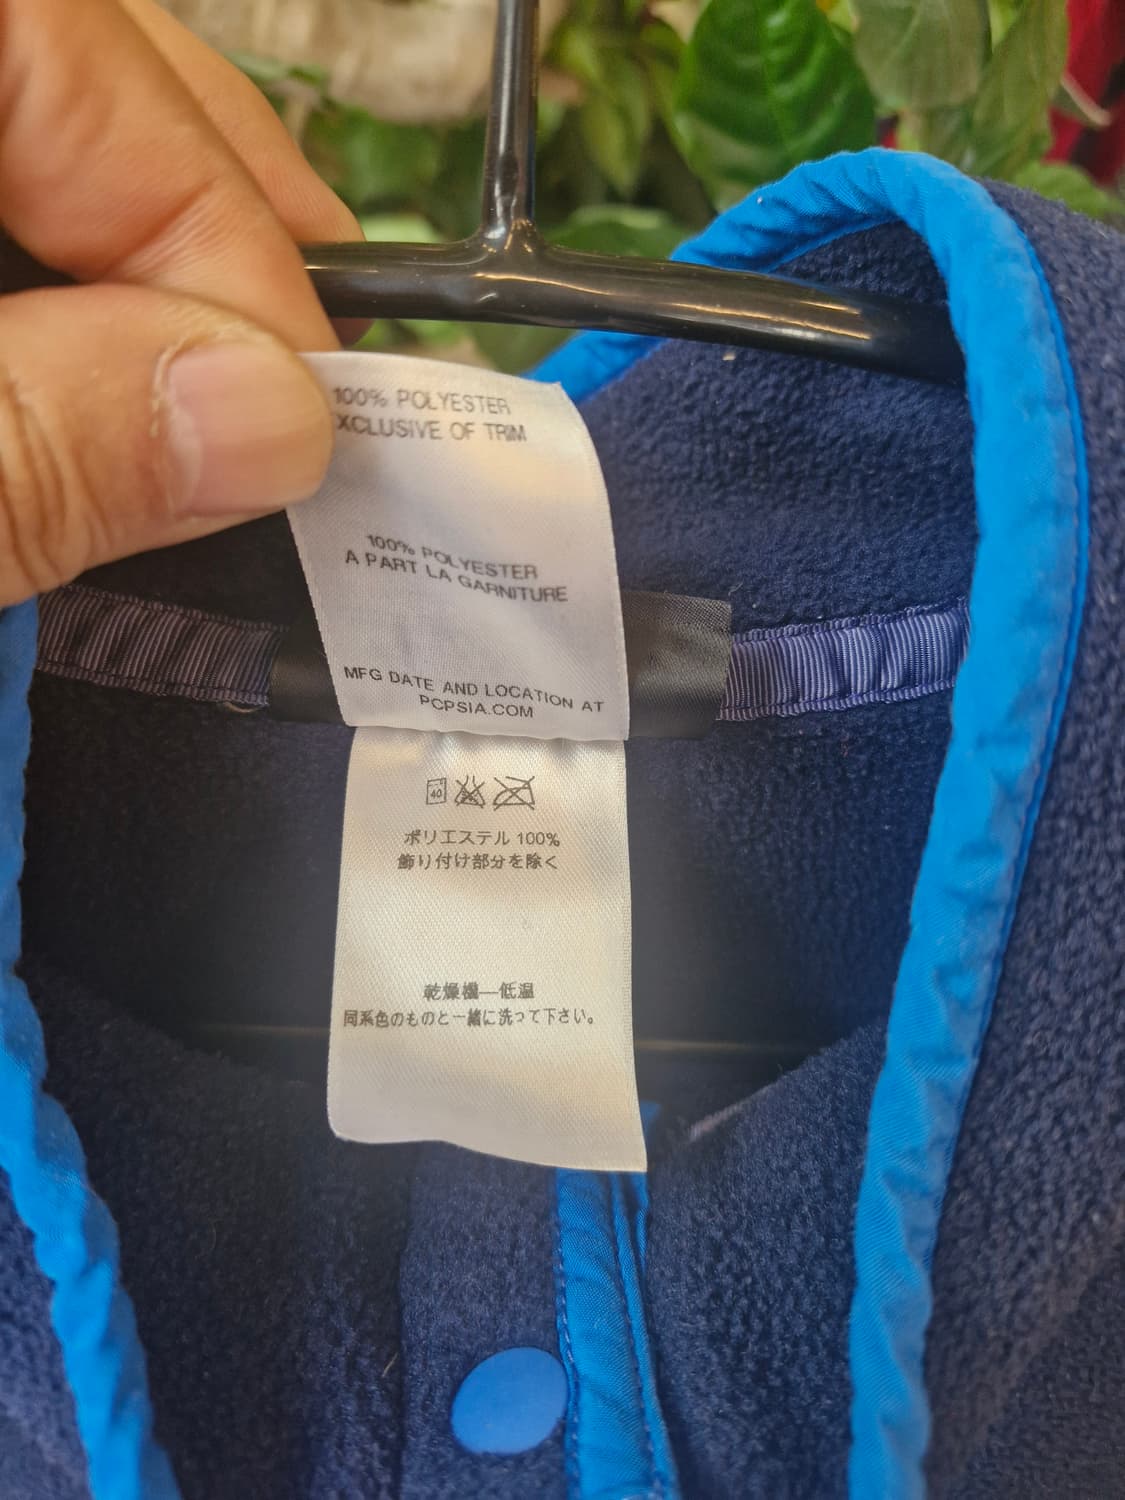 100% POLYESTER
XCLUSIVE OF TRIM
100% POLYESTER
A PART LA GARNITURE
MFG DATE AND LOCATION AT
PCPSIA.COM
40
ポリエステル 100%
飾り付け部分を除く
乾燥機—低温
同系色のものと一緒に洗って下さい。